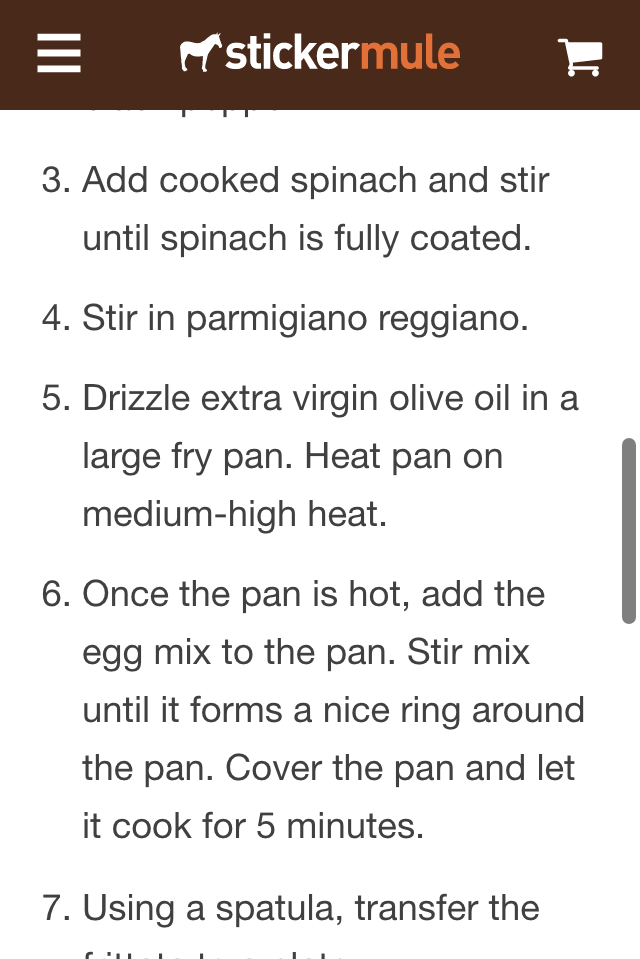 stickermule
3. Add cooked spinach and stir
until spinach is fully coated.
4. Stir in parmigiano reggiano.
5. Drizzle extra virgin olive oil in a
large fry pan. Heat pan on
medium-high heat.
6. Once the pan is hot, add the
egg mix to the pan. Stir mix
until it forms a nice ring around
the pan. Cover the pan and let
it cook for 5 minutes.
7. Using a spatula, transfer the